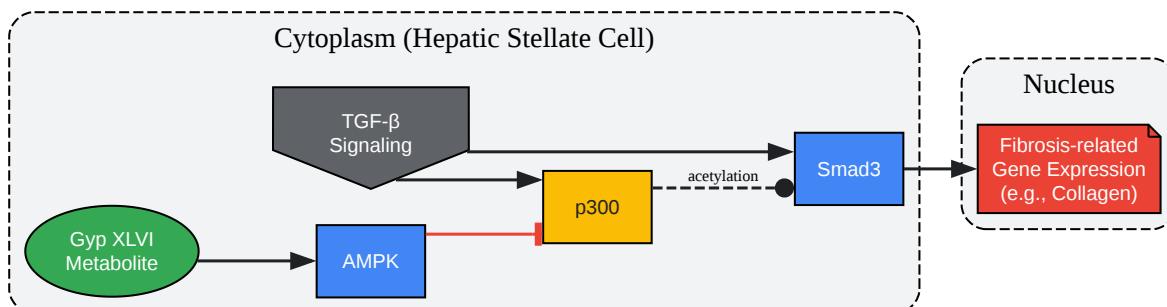 Cytoplasm (Hepatic Stellate Cell)
Nucleus
TGF-β
Signaling
Fibrosis-related
Gene Expression
(e.g., Collagen)
Smad3
acetylation
p300
Gyp XLVI
Metabolite
AMPK